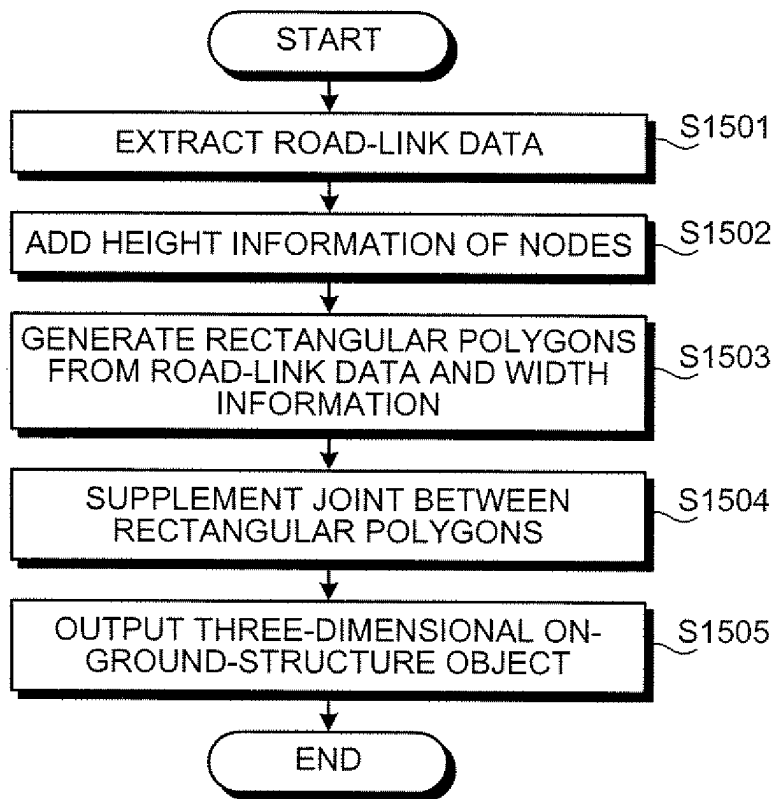 START
EXTRACT ROAD-LINK DATA
S1501
ADD HEIGHT INFORMATION OF NODES
S1502
GENERATE RECTANGULAR POLYGONS
FROM ROAD-LINK DATA AND WIDTH
INFORMATION
S1503
SUPPLEMENT JOINT BETWEEN
RECTANGULAR POLYGONS
S1504
OUTPUT THREE-DIMENSIONAL ON-
GROUND-STRUCTURE OBJECT
S1505
END